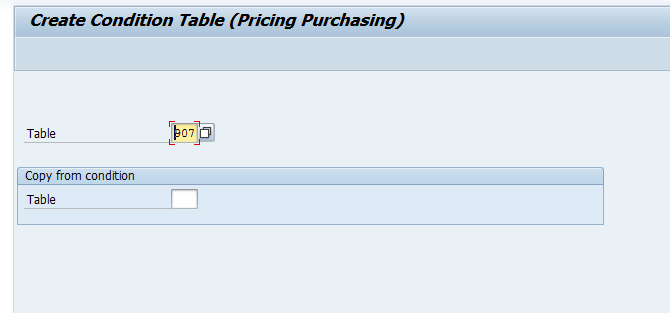 Create Condition Table (Pricing Purchasing)
Table 907
Copy from condition
Table